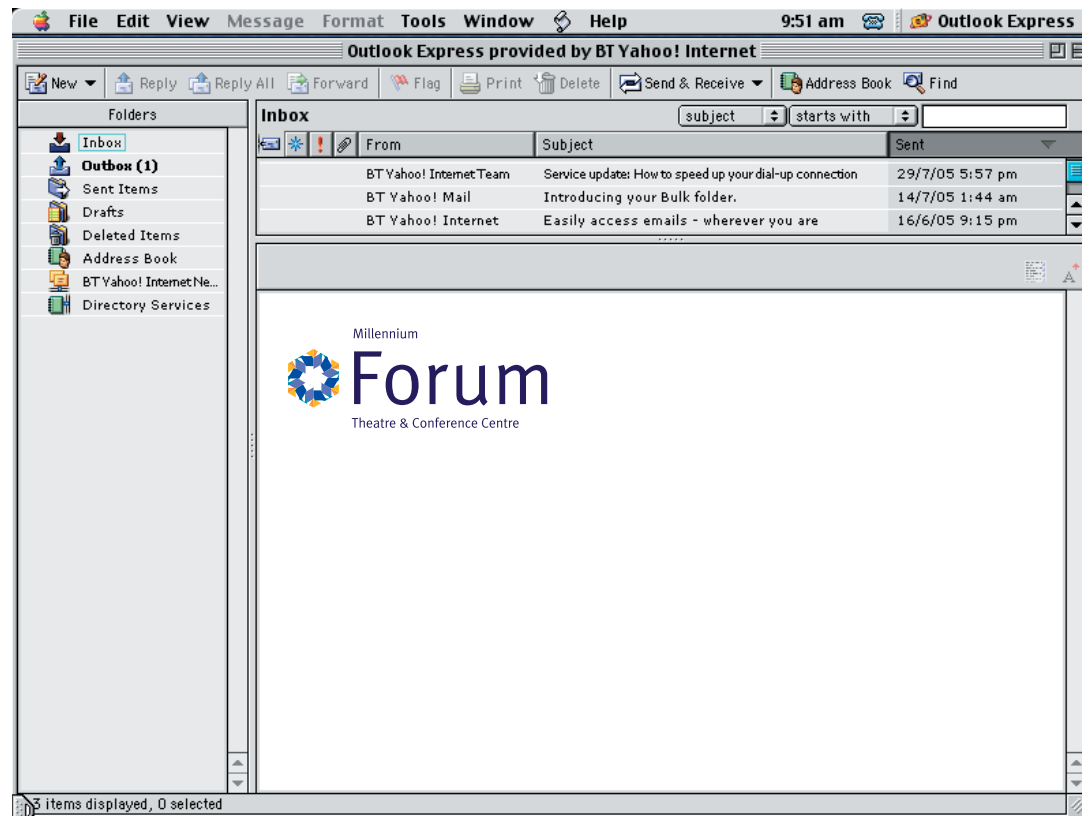 File Edit View Message Format Tools Window Help 9:51 am Outlook Express
Outlook Express provided by BT Yahoo! Internet
New Reply Reply All Forward Flag Print Delete Send & Receive Address Book Find
Folders
Inbox
Outbox (1)
Sent Items
Drafts
Deleted Items
Address Book
BT Yahoo! Internet Ne...
Directory Services
Inbox subject starts with
From Subject Sent
BT Yahoo! Internet Team Service update: How to speed up your dial-up connection 29/7/05 5:57 pm
BT Yahoo! Mail Introducing your Bulk folder. 14/7/05 1:44 am
BT Yahoo! Internet Easily access emails - wherever you are 16/6/05 9:15 pm
Millennium
Forum
Theatre & Conference Centre
3 items displayed, 0 selected